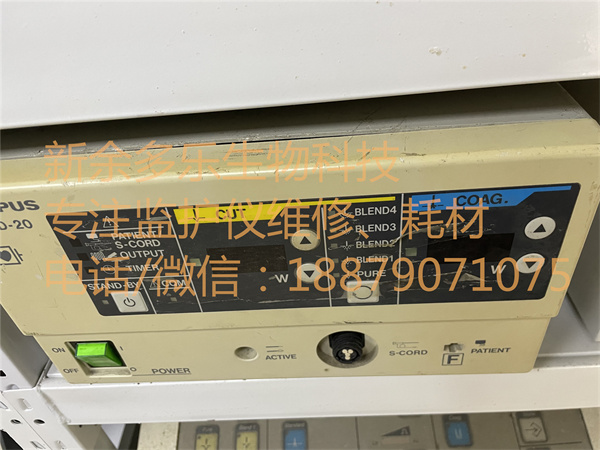 新余多乐生物科技
专注监护仪维修、耗材
电话/微信：18879071075
PUS
D-20
CUT
COAG.
PATIENT
S-CORD
OUTPUT
TIMER
STAND-BY
COM
BLEND4
BLEND3
BLEND2
BLEND1
PURE
W
W
ON
OFF
I
O
POWER
ACTIVE
S-CORD
F
PATIENT